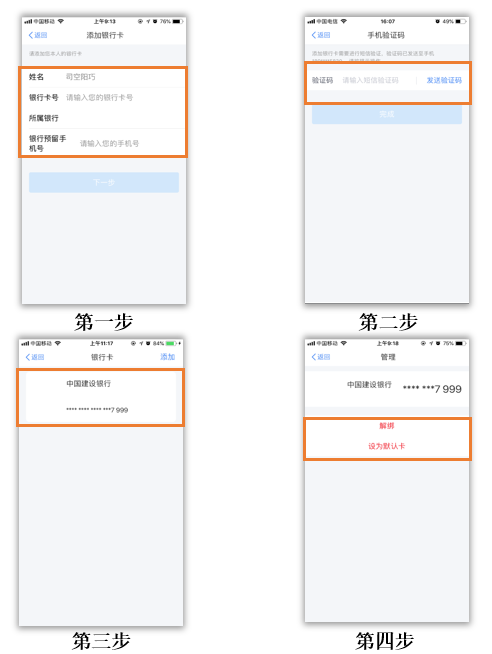 中国移动 上午9:13 76%
返回 添加银行卡
请添加您本人的银行卡
姓名 司空阳巧
银行卡号 请输入您的银行卡号
所属银行
银行预留手机号 请输入您的手机号
下一步
第一步
中国电信 16:07 49%
返回 手机验证码
添加银行卡需要进行短信验证，验证码已发送至手机
验证码 请输入短信验证码 发送验证码
完成
第二步
中国移动 上午11:17 84%
返回 银行卡 添加
中国建设银行
**** **** **** ***7 999
第三步
中国移动 上午9:18 75%
返回 管理
中国建设银行 **** ***7 999
解绑
设为默认卡
第四步